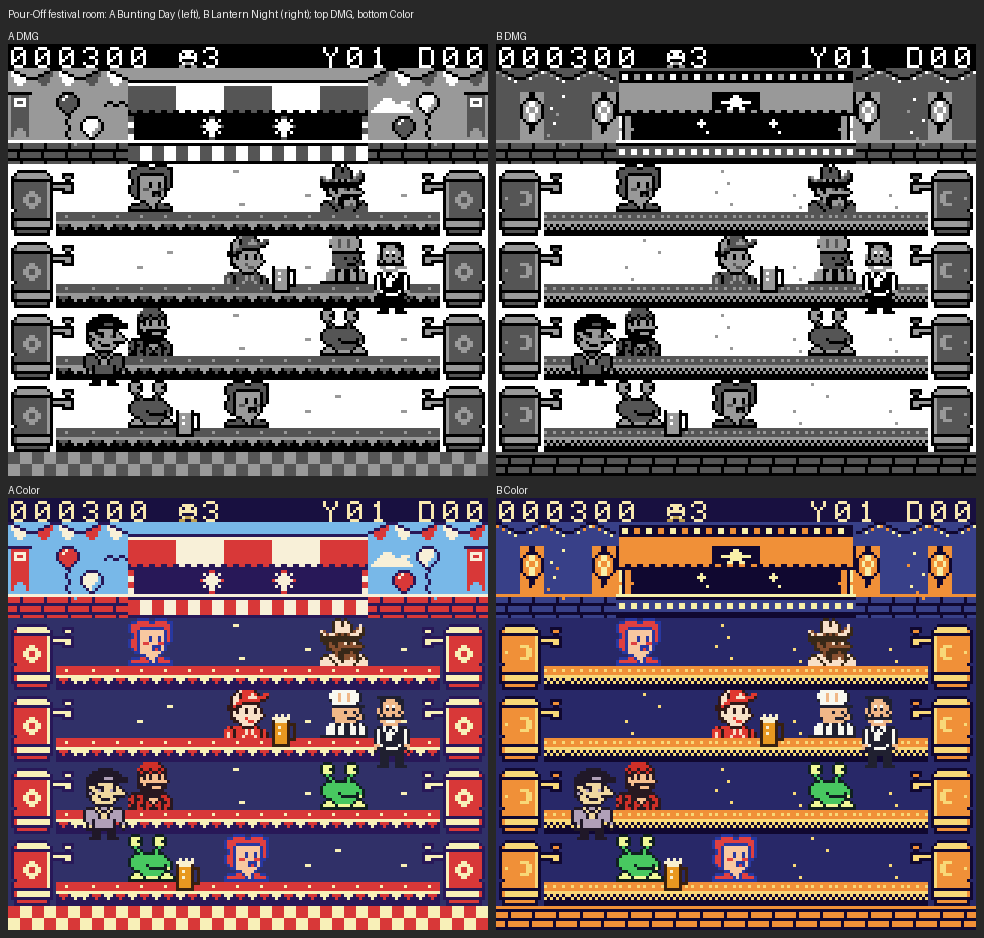 Pour-Off festival room: A Bunting Day (left), B Lantern Night (right); top DMG, bottom Color
A DMG
B DMG
000300 3 Y01 D00
000300 3 Y01 D00
A Color
B Color
000300 3 Y01 D00
000300 3 Y01 D00